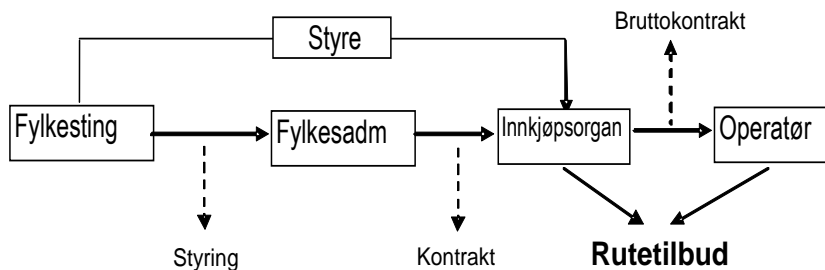 Bruttokontrakt
Styre
Fylkesting
Fylkesadm
Innkjøpsorgan
Operatør
Styring
Kontrakt
Rutetilbud